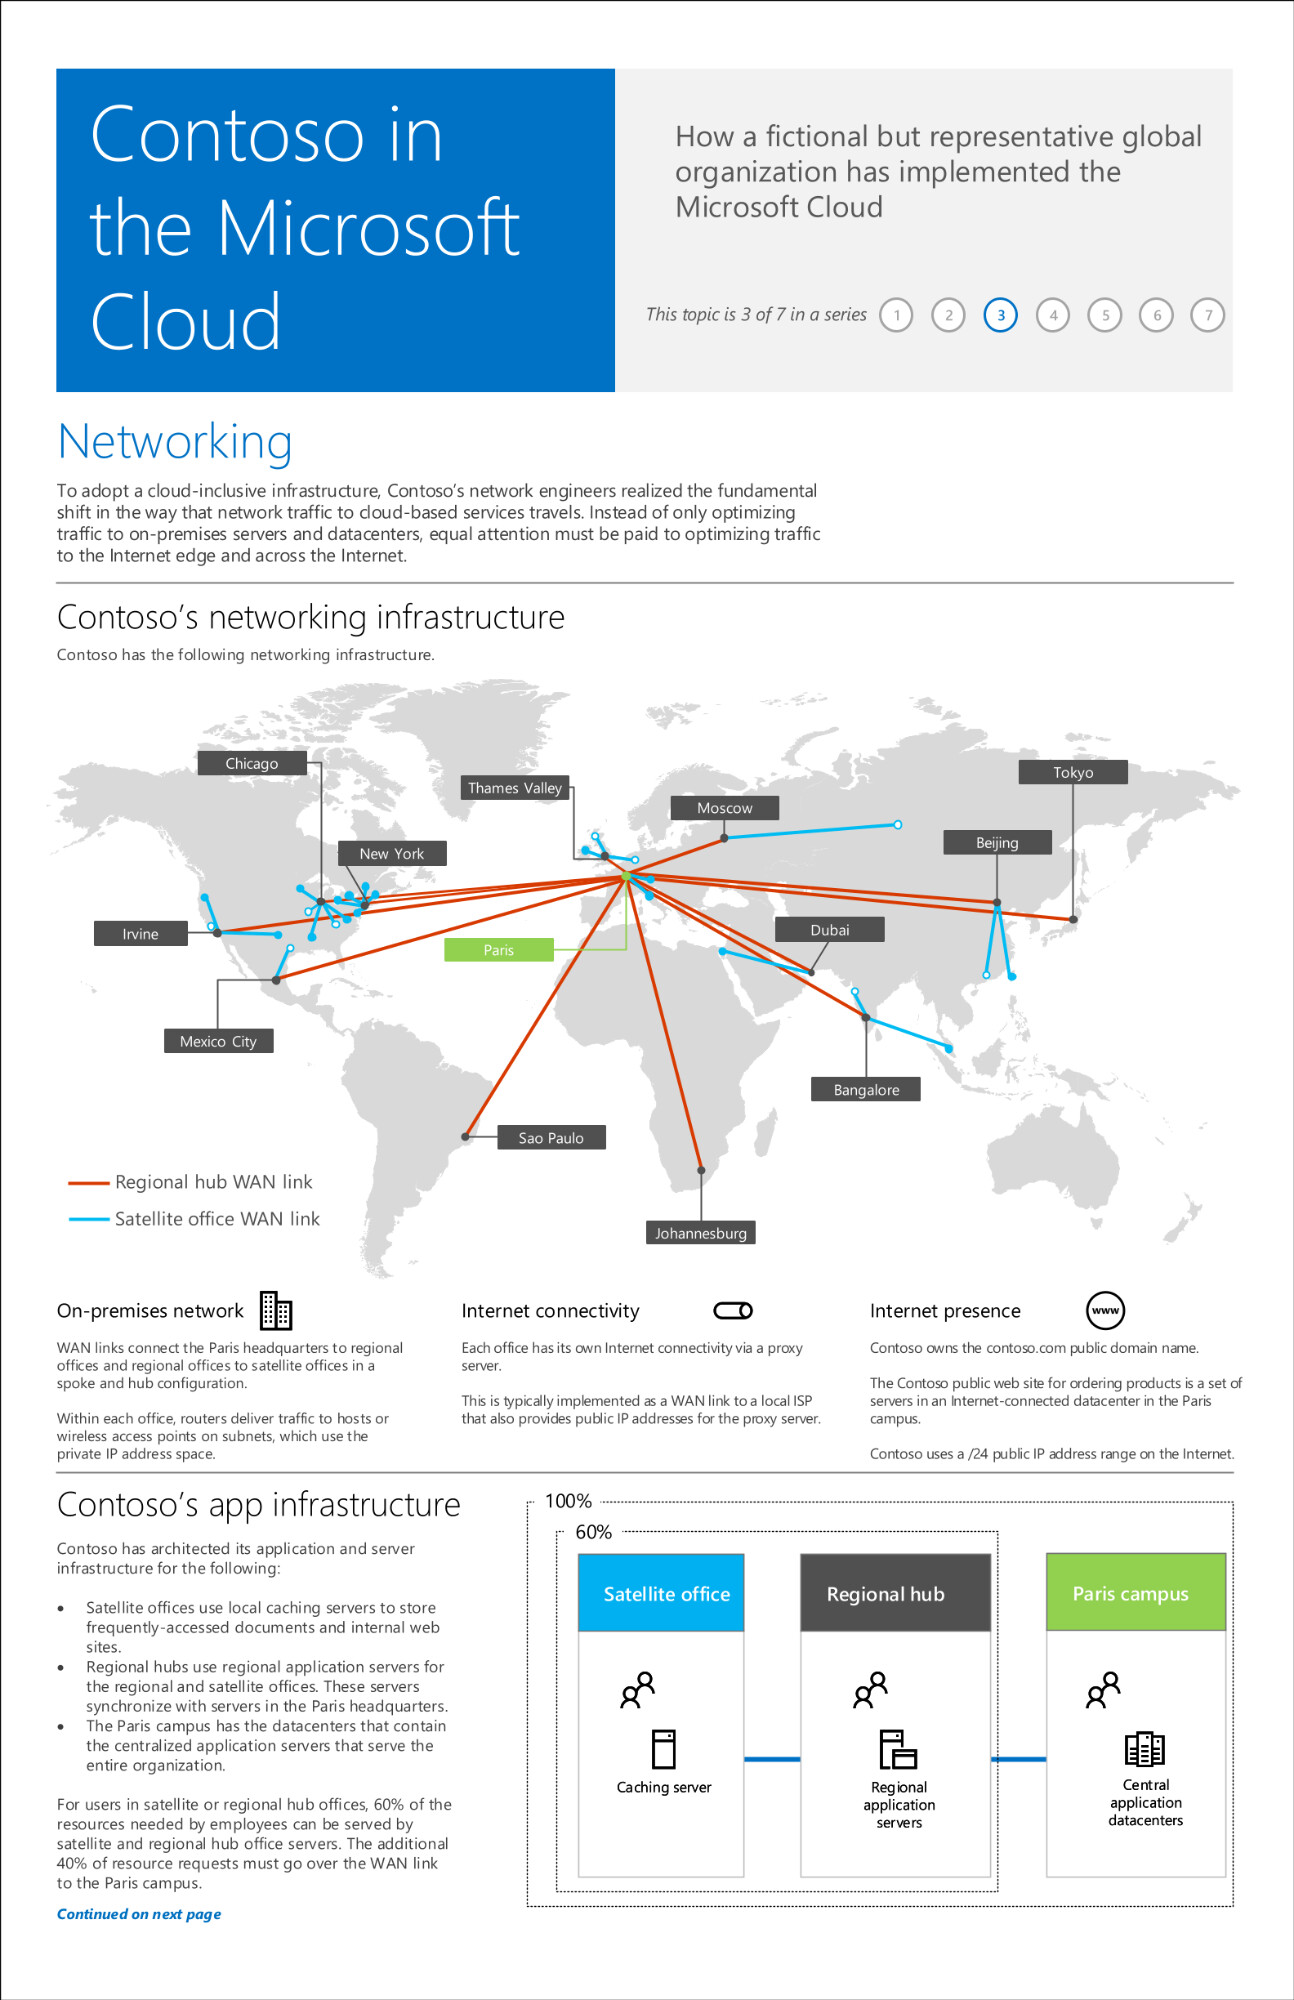 Contoso in
the Microsoft
Cloud
How a fictional but representative global
organization has implemented the
Microsoft Cloud
This topic is 3 of 7 in a series 1 2 3 4 5 6 7
Networking
To adopt a cloud-inclusive infrastructure, Contoso's network engineers realized the fundamental
shift in the way that network traffic to cloud-based services travels. Instead of only optimizing
traffic to on-premises servers and datacenters, equal attention must be paid to optimizing traffic
to the Internet edge and across the Internet.
Contoso's networking infrastructure
Contoso has the following networking infrastructure.
Chicago
Thames Valley
Moscow
Tokyo
New York
Beijing
Irvine
Paris
Dubai
Mexico City
Bangalore
Sao Paulo
Johannesburg
Regional hub WAN link
Satellite office WAN link
On-premises network
WAN links connect the Paris headquarters to regional
offices and regional offices to satellite offices in a
spoke and hub configuration.
Within each office, routers deliver traffic to hosts or
wireless access points on subnets, which use the
private IP address space.
Internet connectivity
Each office has its own Internet connectivity via a proxy
server.
This is typically implemented as a WAN link to a local ISP
that also provides public IP addresses for the proxy server.
Internet presence
www
Contoso owns the contoso.com public domain name.
The Contoso public web site for ordering products is a set of
servers in an Internet-connected datacenter in the Paris
campus.
Contoso uses a /24 public IP address range on the Internet.
Contoso's app infrastructure
Contoso has architected its application and server
infrastructure for the following:
• Satellite offices use local caching servers to store
frequently-accessed documents and internal web
sites.
• Regional hubs use regional application servers for
the regional and satellite offices. These servers
synchronize with servers in the Paris headquarters.
• The Paris campus has the datacenters that contain
the centralized application servers that serve the
entire organization.
For users in satellite or regional hub offices, 60% of the
resources needed by employees can be served by
satellite and regional hub office servers. The additional
40% of resource requests must go over the WAN link
to the Paris campus.
Continued on next page
100%
60%
Satellite office
Caching server
Regional hub
Regional
application
servers
Paris campus
Central
application
datacenters